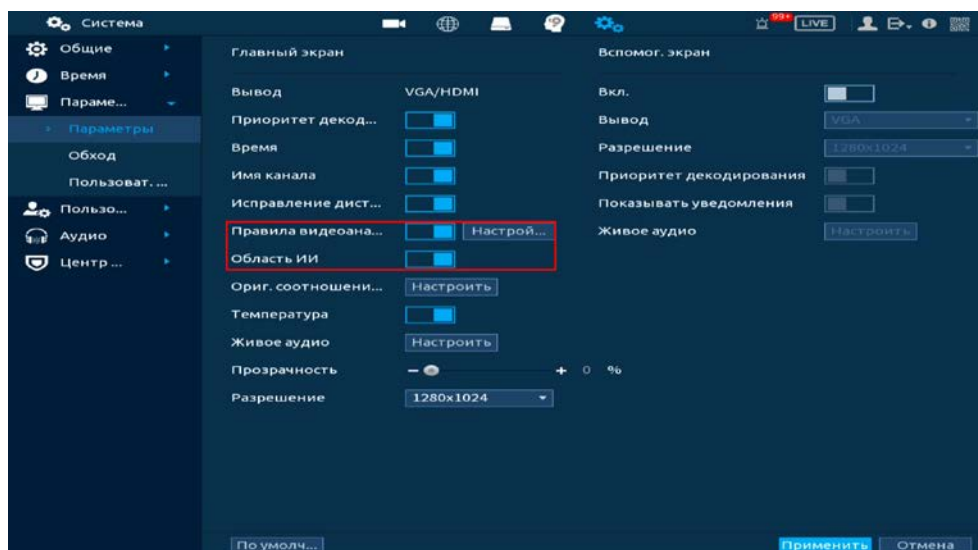 Система
99+
LIVE
Общие
Время
Параме...
Параметры
Обход
Пользоват. ...
Пользо...
Аудио
Центр ...
Главный экран
Вывод VGA/HDMI
Приоритет декод...
Время
Имя канала
Исправление дист...
Правила видеоана... Настрой...
Область ИИ
Ориг. соотношени... Настроить
Температура
Живое аудио Настроить
Прозрачность − + 0 %
Разрешение 1280x1024
Вспомог. экран
Вкл.
Вывод VGA
Разрешение 1280x1024
Приоритет декодирования
Показывать уведомления
Живое аудио Настроить
По умолч...
Применить Отмена